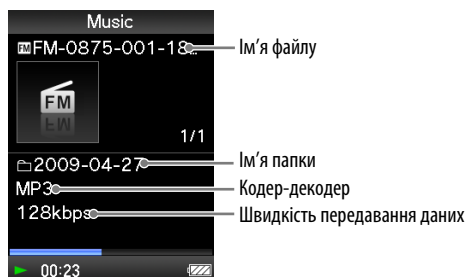 Music
FM-0875-001-18... Ім’я файлу
FM
1/1
2009-04-27 Ім’я папки
MP3 Кодер-декодер
128kbps Швидкість передавання даних
00:23